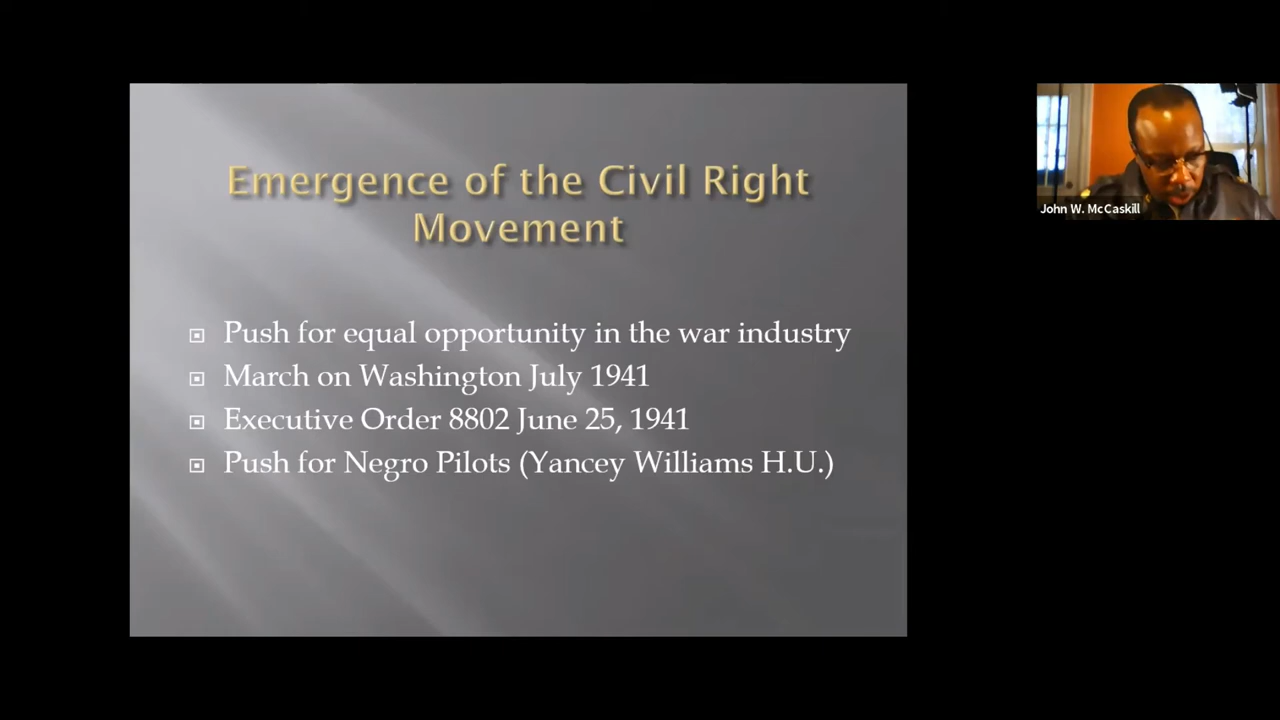 Emergence of the Civil Right
Movement
Push for equal opportunity in the war industry
March on Washington July 1941
Executive Order 8802 June 25, 1941
Push for Negro Pilots (Yancey Williams H.U.)
John W. McCaskill